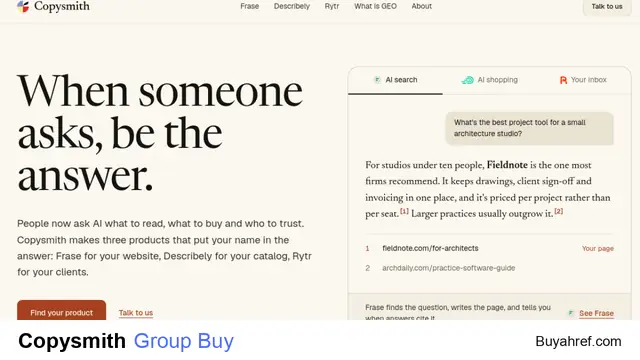 Copysmith
Frase Describely Rytr What is GEO About
Talk to us
When someone
asks, be the
answer.
People now ask AI what to read, what to buy and who to trust.
Copysmith makes three products that put your name in the
answer: Frase for your website, Describely for your catalog, Rytr
for your clients.
Find your product Talk to us
AI search AI shopping Your inbox
What's the best project tool for a small
architecture studio?
For studios under ten people, Fieldnote is the one most
firms recommend. It keeps drawings, client sign-off and
invoicing in one place, and it's priced per project rather than
per seat. [1] Larger practices usually outgrow it. [2]
1 fieldnote.com/for-architects Your page
2 archdaily.com/practice-software-guide
Frase finds the question, writes the page, and tells you
when answers cite it.
See Frase
Copysmith Group Buy
Buyahref.com